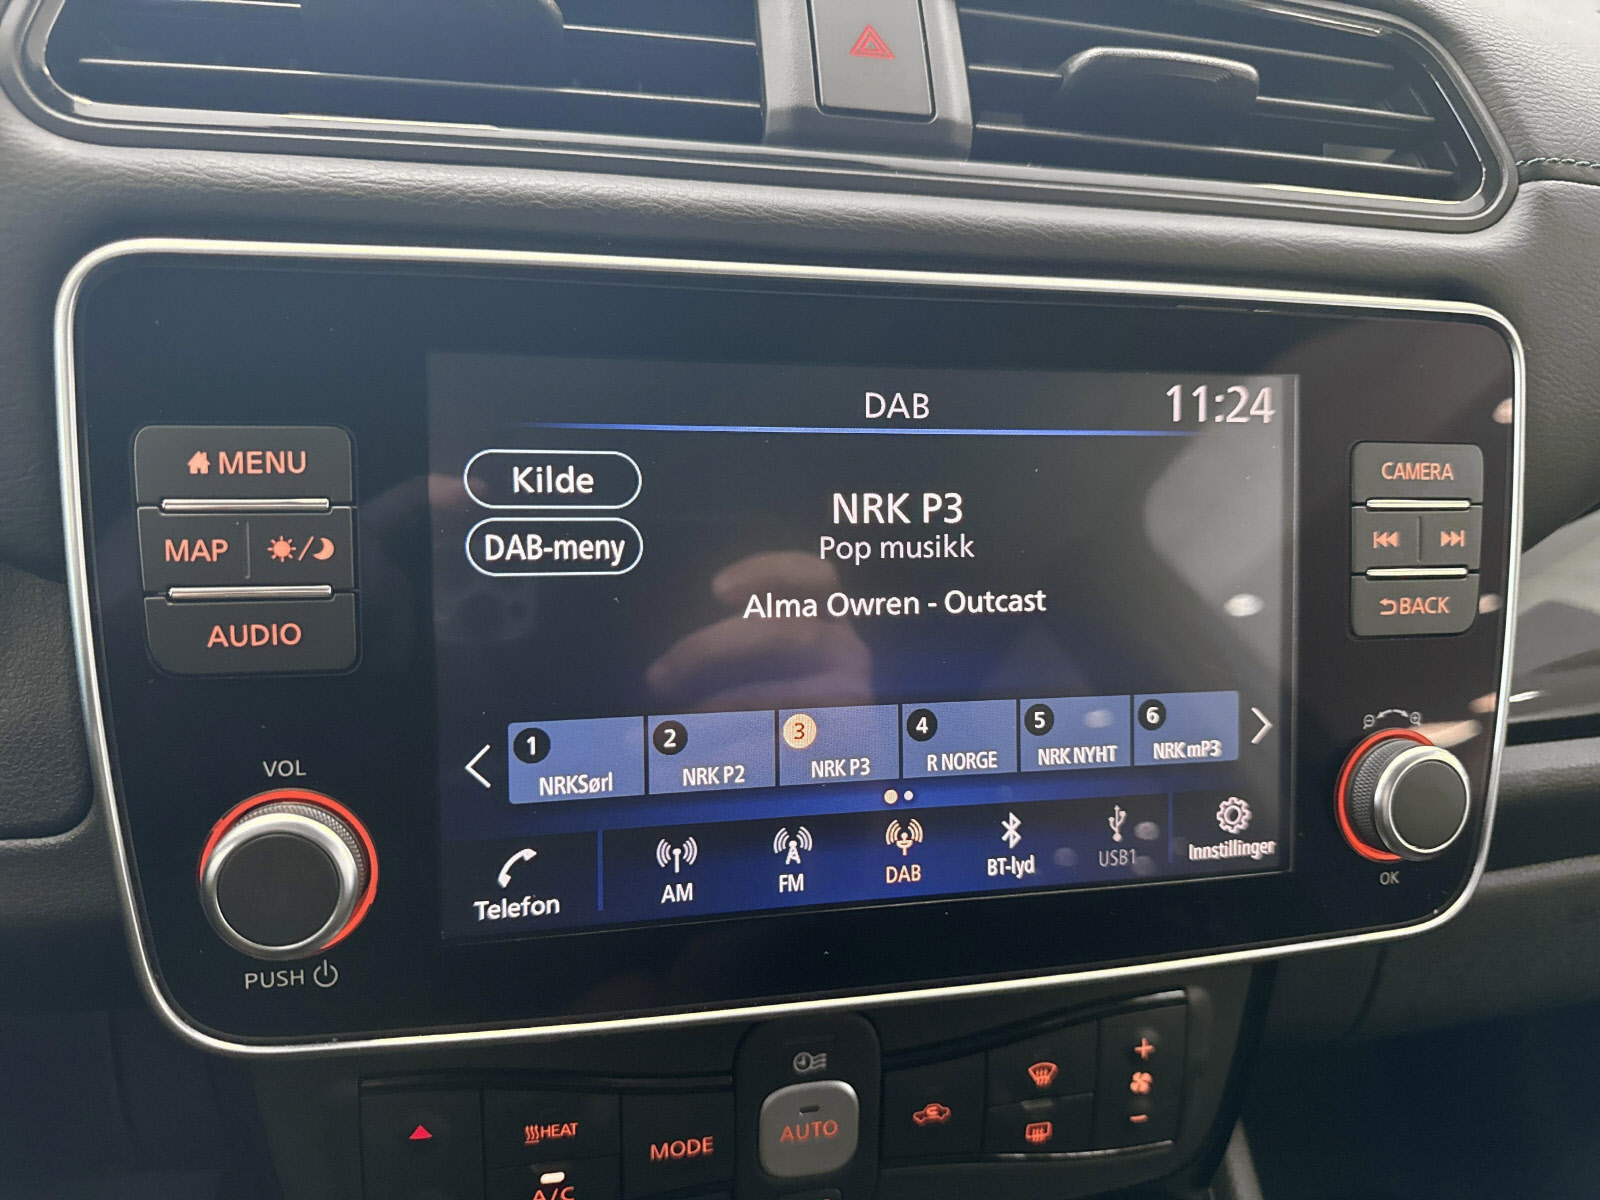 DAB
11:24
MENU
MAP
AUDIO
VOL
PUSH
Kilde
DAB-meny
NRK P3
Pop musikk
Alma Owren - Outcast
1
NRKSørl
2
NRK P2
3
NRK P3
4
R NORGE
5
NRK NYHT
6
NRK mP3
Telefon
AM
FM
DAB
BT-lyd
USB1
Innstillinger
CAMERA
BACK
OK
HEAT
MODE
AUTO
A/C